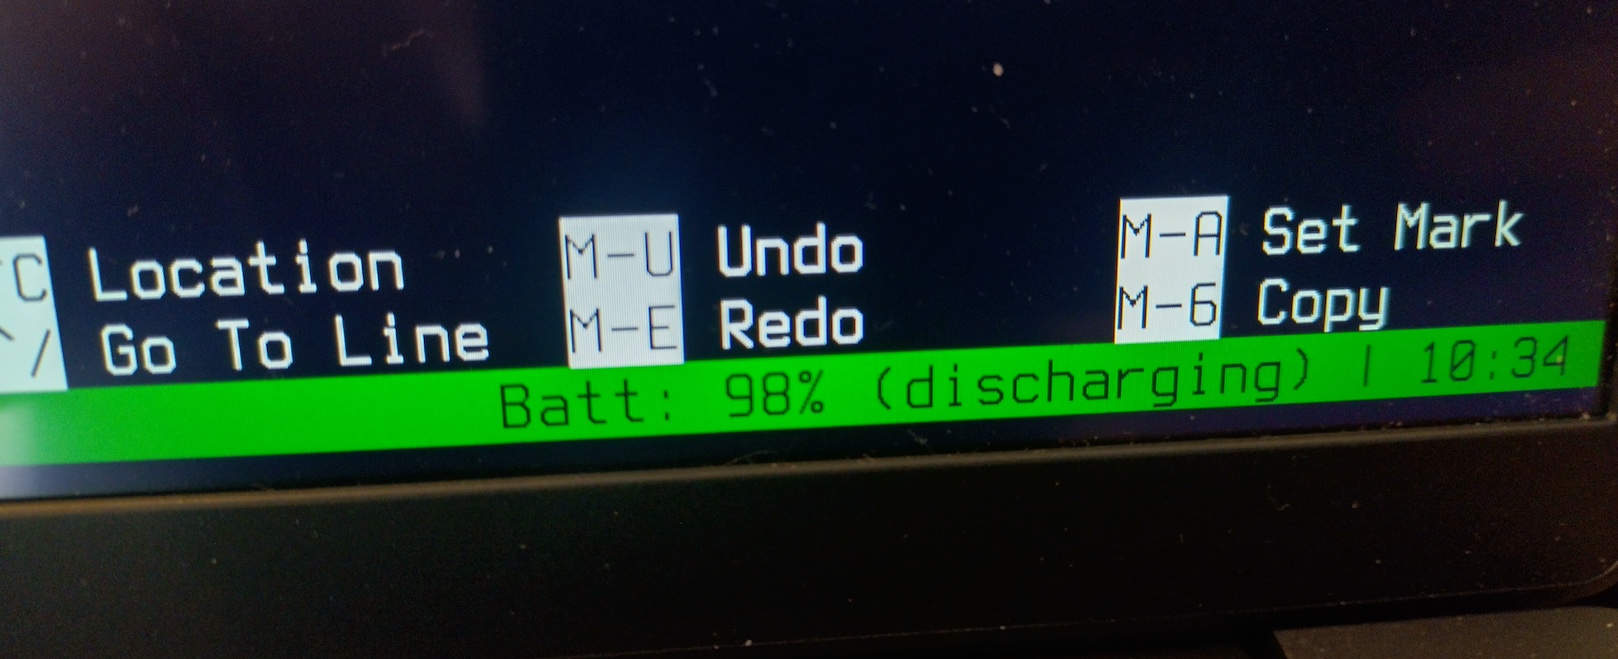 ^C Location M-U Undo M-A Set Mark
^/ Go To Line M-E Redo M-6 Copy
Batt: 98% (discharging) | 10:34